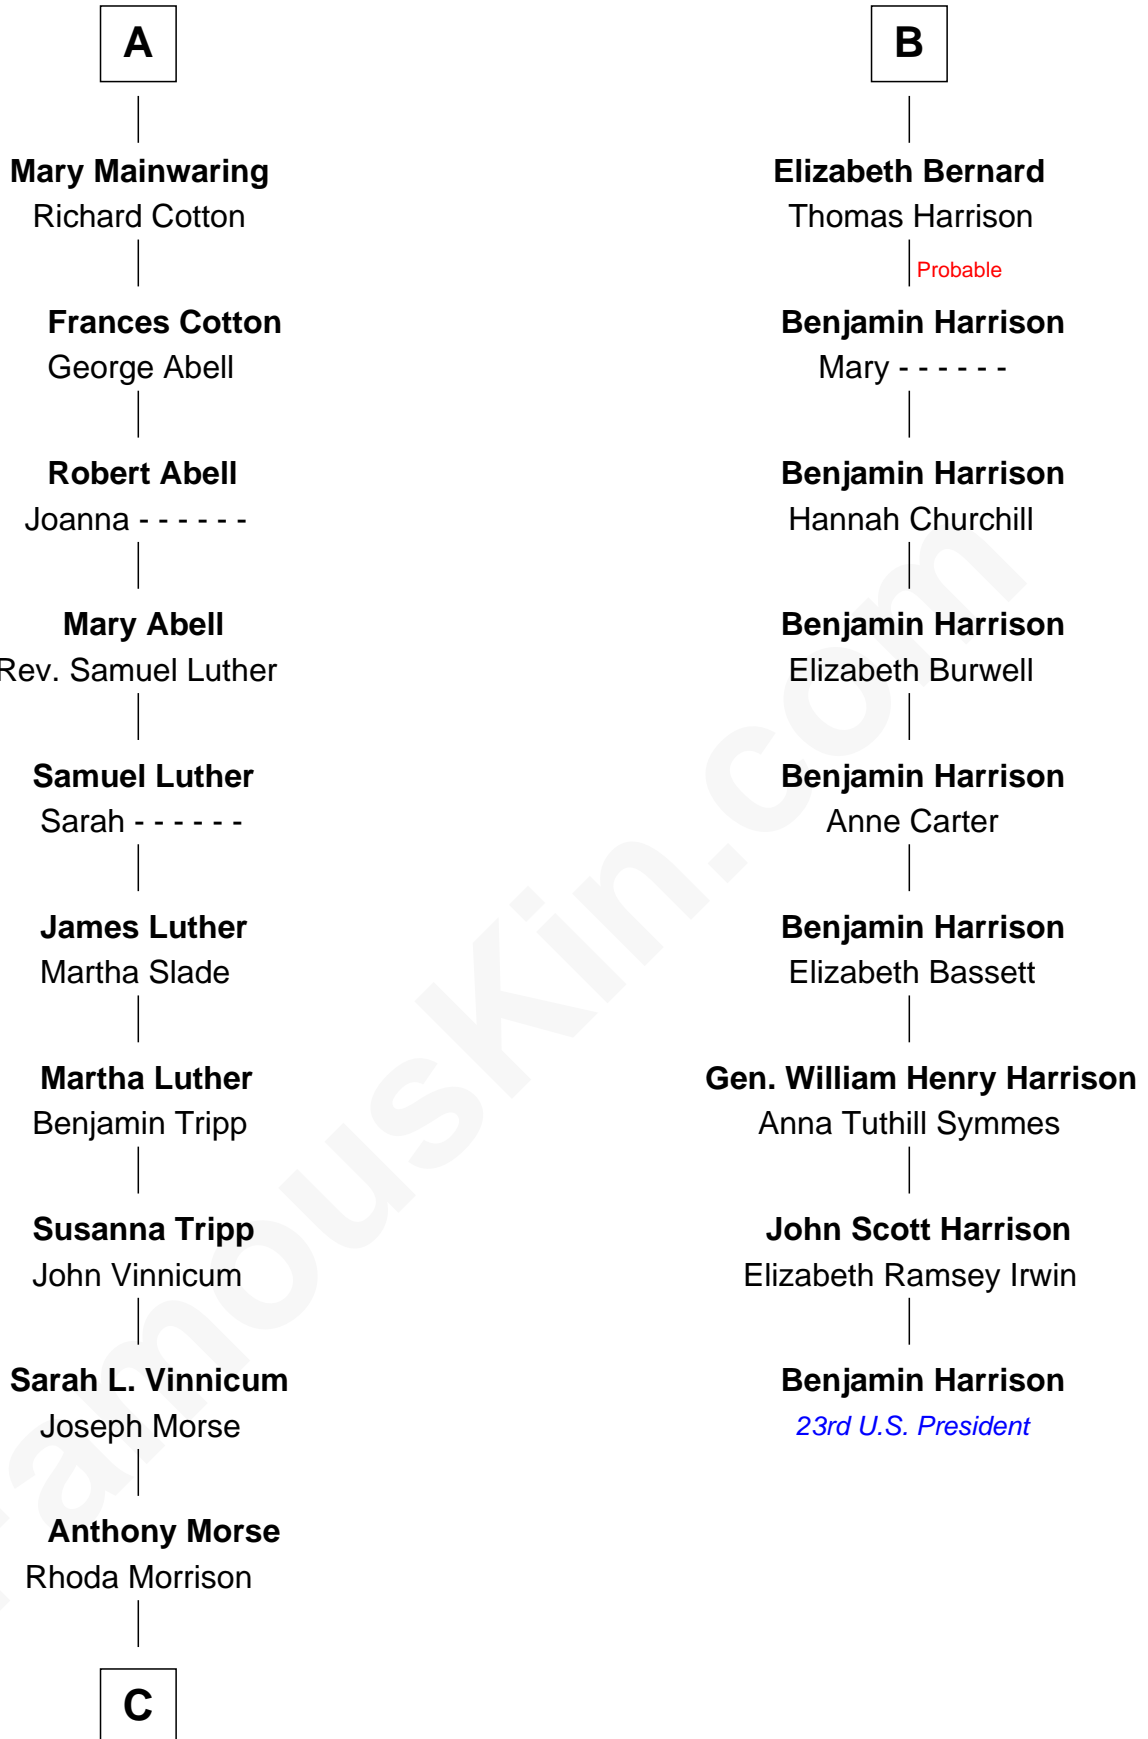 A
Mary Mainwaring
Richard Cotton
Frances Cotton
George Abell
Robert Abell
Joanna - - - - - -
Mary Abell
Rev. Samuel Luther
Samuel Luther
Sarah - - - - - -
James Luther
Martha Slade
Martha Luther
Benjamin Tripp
Susanna Tripp
John Vinnicum
Sarah L. Vinnicum
Joseph Morse
Anthony Morse
Rhoda Morrison
C
B
Elizabeth Bernard
Thomas Harrison
Probable
Benjamin Harrison
Mary - - - - - -
Benjamin Harrison
Hannah Churchill
Benjamin Harrison
Elizabeth Burwell
Benjamin Harrison
Anne Carter
Benjamin Harrison
Elizabeth Bassett
Gen. William Henry Harrison
Anna Tuthill Symmes
John Scott Harrison
Elizabeth Ramsey Irwin
Benjamin Harrison
23rd U.S. President
FamousKin.com